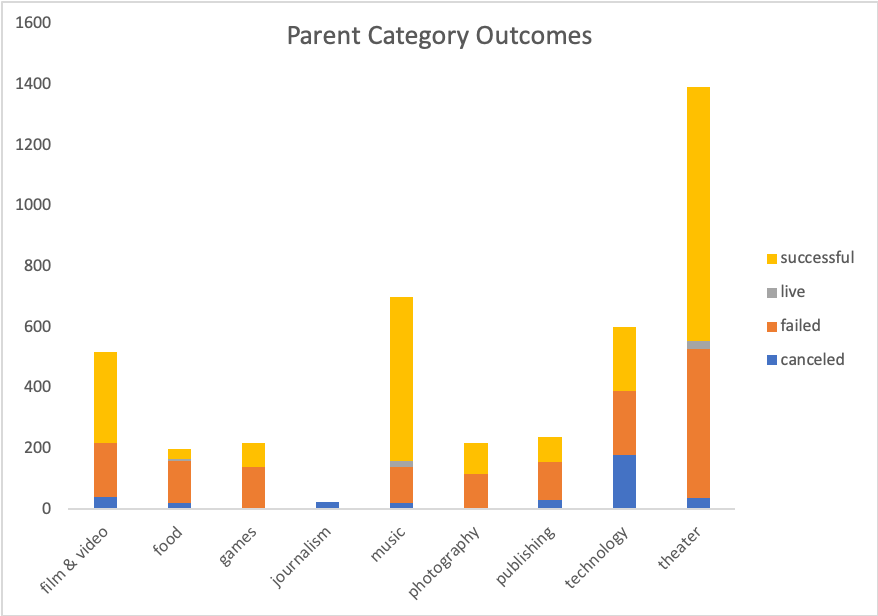 Parent Category Outcomes
1600
1400
1200
1000
800
600
400
200
0
film & video
food
games
journalism
music
photography
publishing
technology
theater
successful
live
failed
canceled